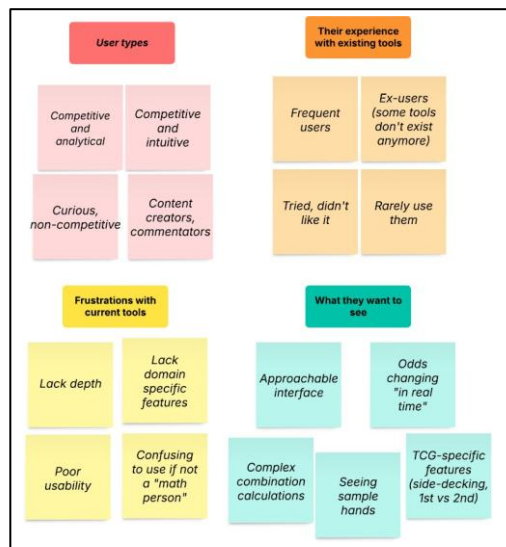 User types
Competitive
and
analytical
Competitive
and
intuitive
Curious,
non-competitive
Content
creators,
commentators
Their experience
with existing tools
Frequent
users
Ex-users
(some tools
don't exist
anymore)
Tried, didn't
like it
Rarely use
them
Frustrations with
current tools
Lack depth
Lack
domain
specific
features
Poor
usability
Confusing
to use if not
a "math
person"
What they want to
see
Approachable
interface
Odds
changing
"in real
time"
Complex
combination
calculations
Seeing
sample
hands
TCG-specific
features
(side-decking,
1st vs 2nd)